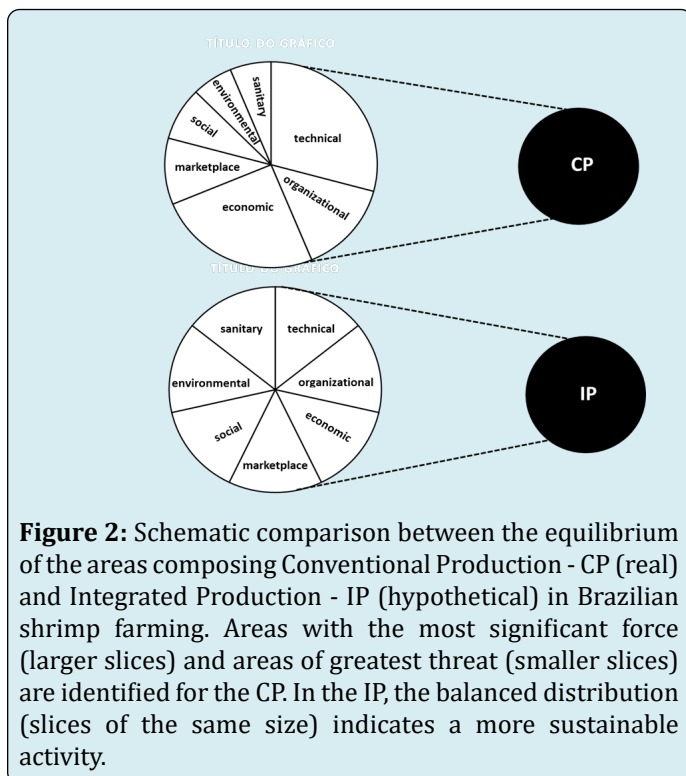 TÍTULO DO GRÁFICO
sanitary
environmental
technical
social
CP
marketplace
organizational
economic
TÍTULO DO GRÁFICO
sanitary
technical
environmental
organizational
IP
social
economic
marketplace
Figure 2: Schematic comparison between the equilibrium
of the areas composing Conventional Production - CP (real)
and Integrated Production - IP (hypothetical) in Brazilian
shrimp farming. Areas with the most significant force
(larger slices) and areas of greatest threat (smaller slices)
are identified for the CP. In the IP, the balanced distribution
(slices of the same size) indicates a more sustainable
activity.